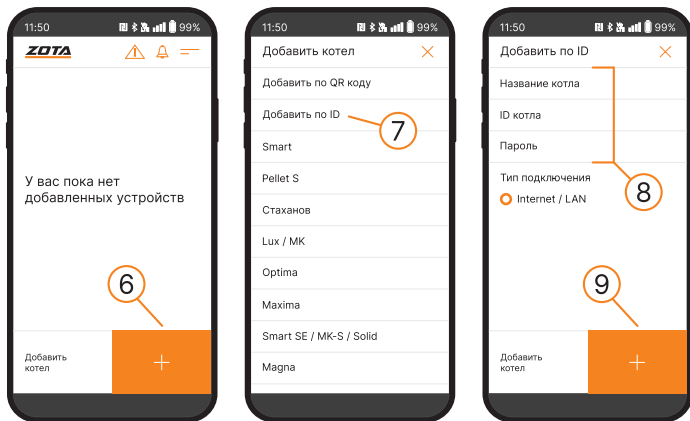 11:50
99%
ZOTA
У вас пока нет
добавленных устройств
6
Добавить
котел
+
11:50
99%
Добавить котел
Добавить по QR коду
Добавить по ID
7
Smart
Pellet S
Стаханов
Lux / MK
Optima
Maxima
Smart SE / MK-S / Solid
Magna
11:50
99%
Добавить по ID
Название котла
ID котла
Пароль
8
Тип подключения
Internet / LAN
9
Добавить
котел
+